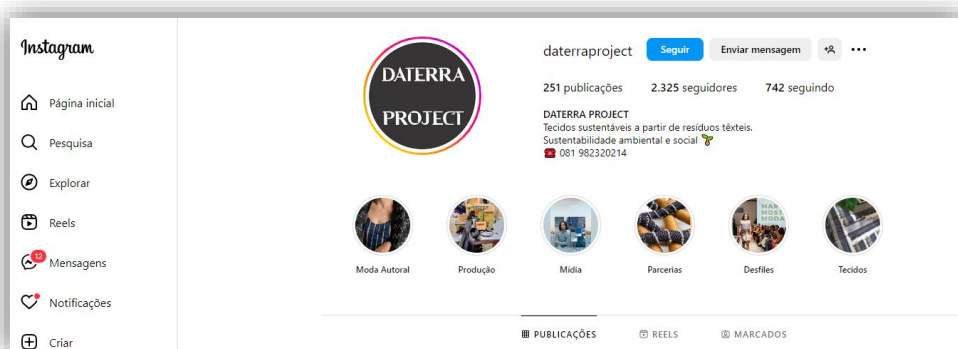 Instagram
Página inicial
Pesquisa
Explorar
Reels
12
Mensagens
Notificações
Criar
DATERRA
PROJECT
daterraproject Seguir Enviar mensagem
251 publicações 2.325 seguidores 742 seguindo
DATERRA PROJECT
Tecidos sustentáveis a partir de resíduos têxteis.
Sustentabilidade ambiental e social
081 982320214
MODA
Moda Autoral Produção Mídia Parcerias Desfiles Tecidos
PUBLICAÇÕES REELS MARCADOS